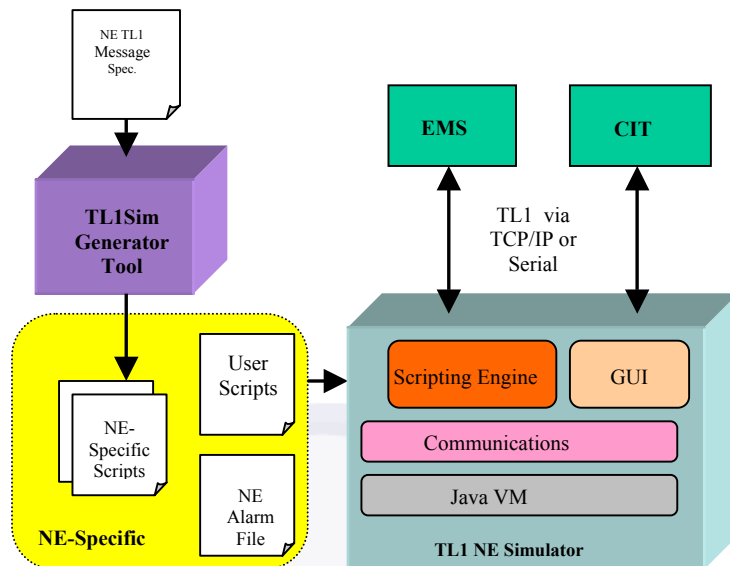 NE TL1
Message
Spec.
EMS
CIT
TL1Sim
Generator
Tool
TL1 via
TCP/IP or
Serial
User
Scripts
Scripting Engine
GUI
NE-
Specific
Scripts
Communications
NE
Alarm
File
Java VM
NE-Specific
TL1 NE Simulator